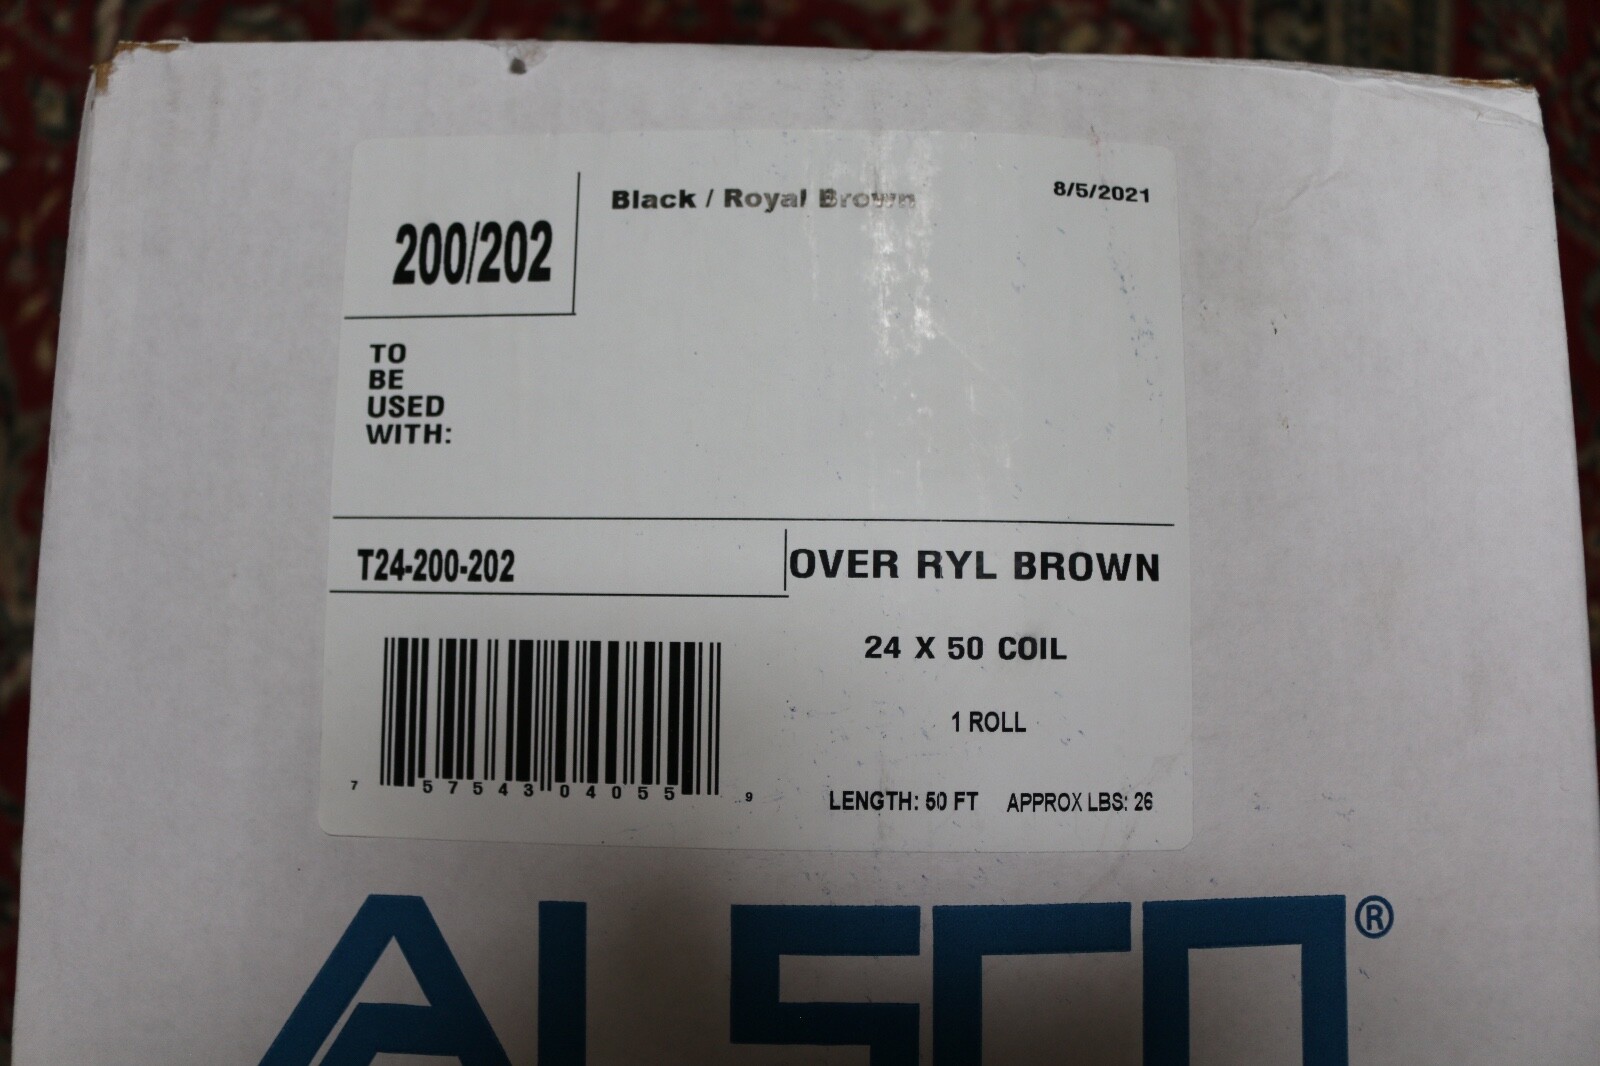 Black / Royal Brown
8/5/2021
200/202
TO
BE
USED
WITH:
T24-200-202
OVER RYL BROWN
24 X 50 COIL
1 ROLL
7 57543 04055 9
LENGTH: 50 FT APPROX LBS: 26
ALSCO®